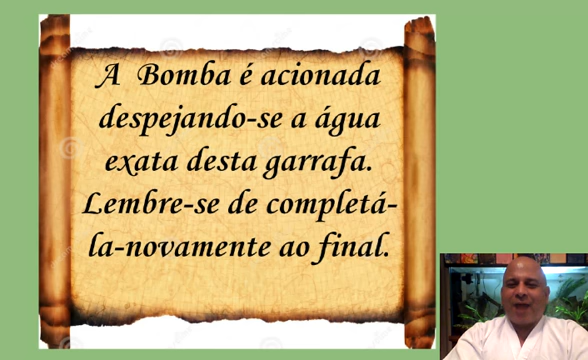 A Bomba é acionada
despejando-se a água
exata desta garrafa.
Lembre-se de completá-
la-novamente ao final.